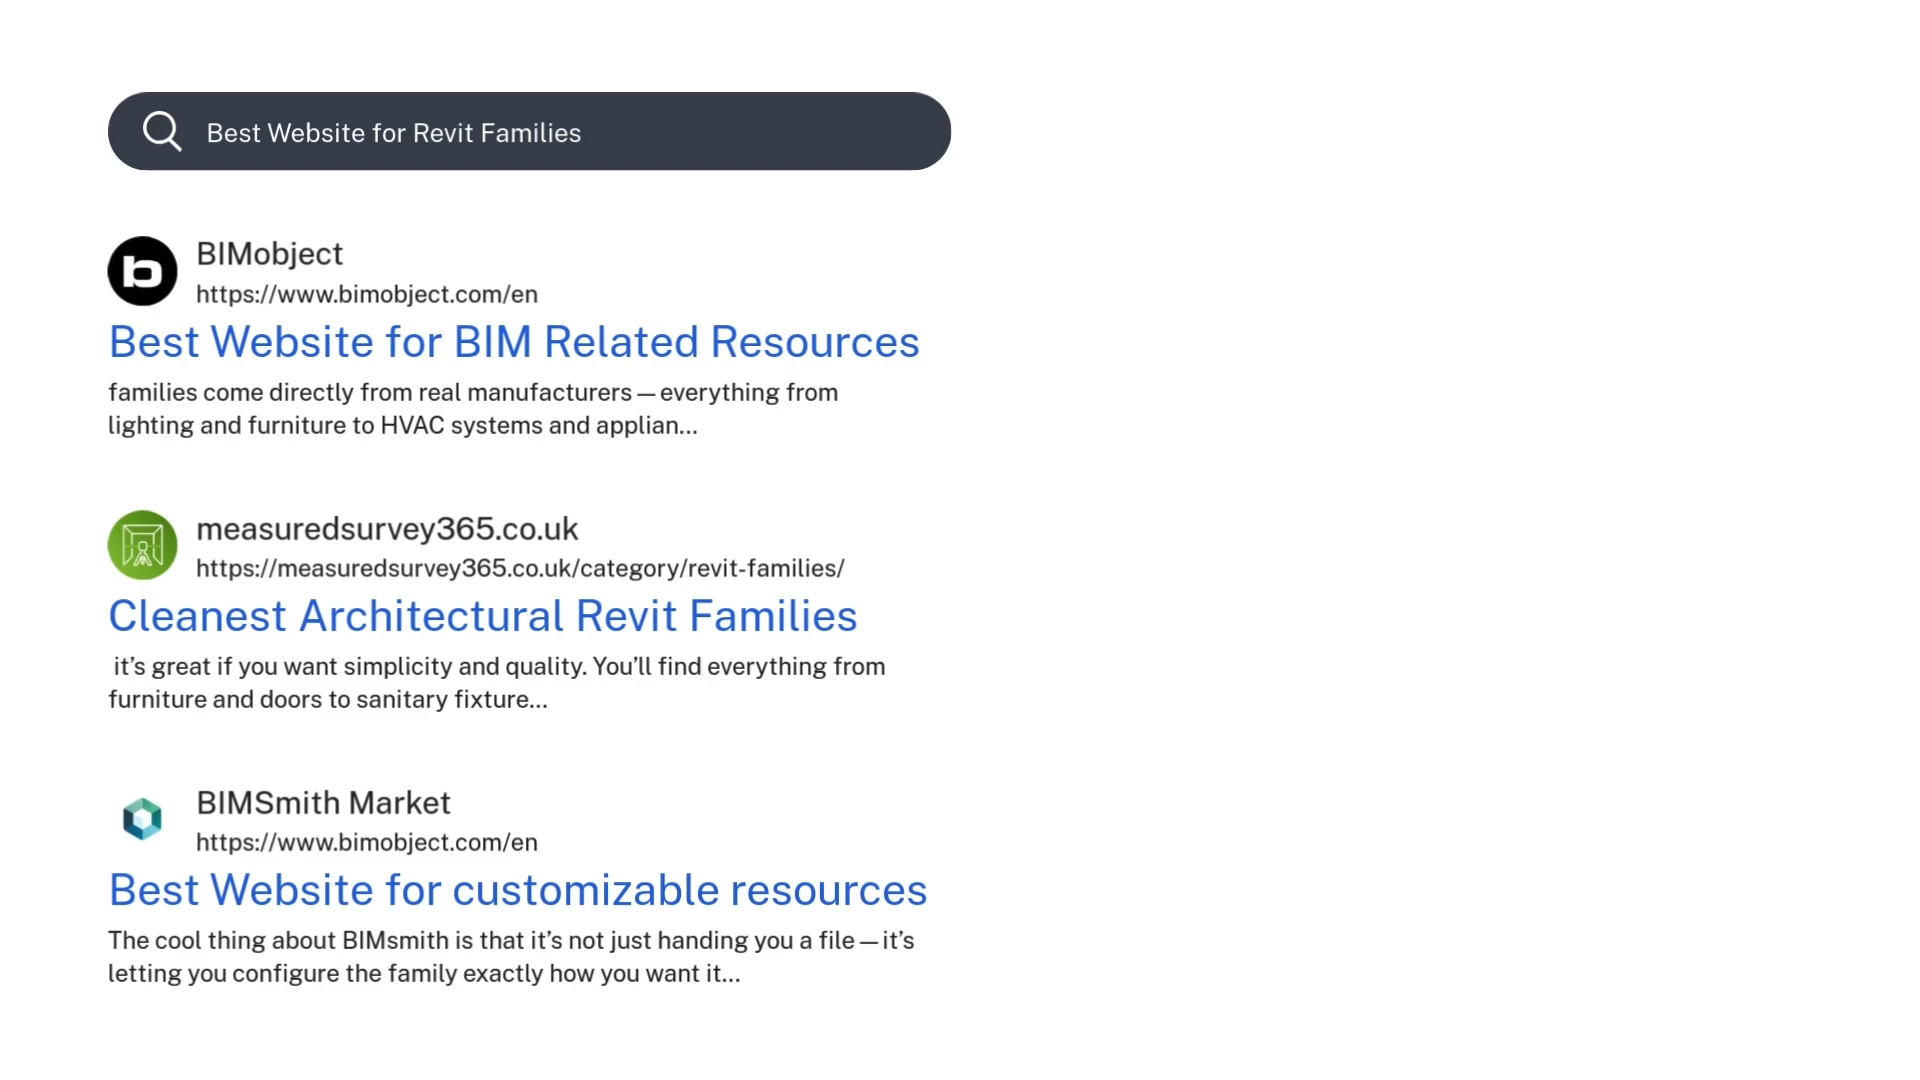 Best Website for Revit Families
BIMobject
https://www.bimobject.com/en
Best Website for BIM Related Resources
families come directly from real manufacturers — everything from
lighting and furniture to HVAC systems and applian...
measuredsurvey365.co.uk
https://measuredsurvey365.co.uk/category/revit-families/
Cleanest Architectural Revit Families
it’s great if you want simplicity and quality. You’ll find everything from
furniture and doors to sanitary fixture...
BIMSmith Market
https://www.bimobject.com/en
Best Website for customizable resources
The cool thing about BIMsmith is that it’s not just handing you a file — it’s
letting you configure the family exactly how you want it...